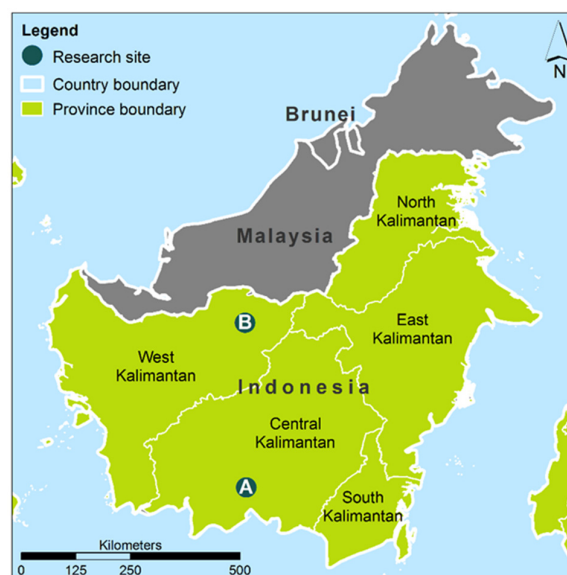 Legend
Research site
Country boundary
Province boundary
N
Brunei
Malaysia
North
Kalimantan
B
East
Kalimantan
West
Kalimantan
Indonesia
Central
Kalimantan
A
South
Kalimantan
Kilometers
0 125 250 500